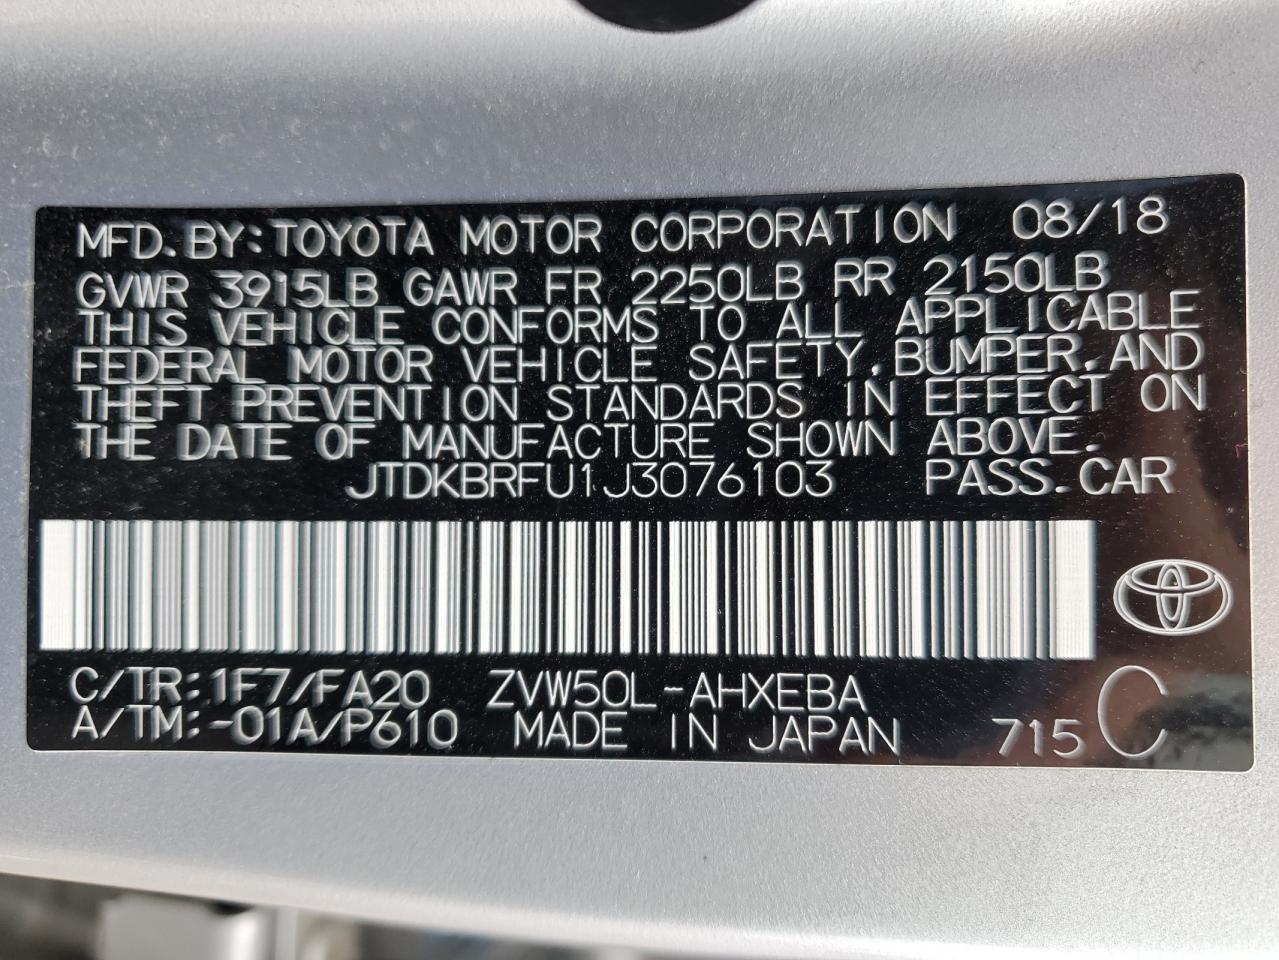 MFD. BY: TOYOTA MOTOR CORPORATION 08/18
GVWR 3915LB GAWR FR 2250LB RR 2150LB
THIS VEHICLE CONFORMS TO ALL APPLICABLE
FEDERAL MOTOR VEHICLE SAFETY, BUMPER, AND
THEFT PREVENTION STANDARDS IN EFFECT ON
THE DATE OF MANUFACTURE SHOWN ABOVE.
JTDKBRFU1J3076103 PASS. CAR
C/TR: 1F7/FA20 ZVW50L-AHXEBA
A/TM: -01A/P610 MADE IN JAPAN 715 C